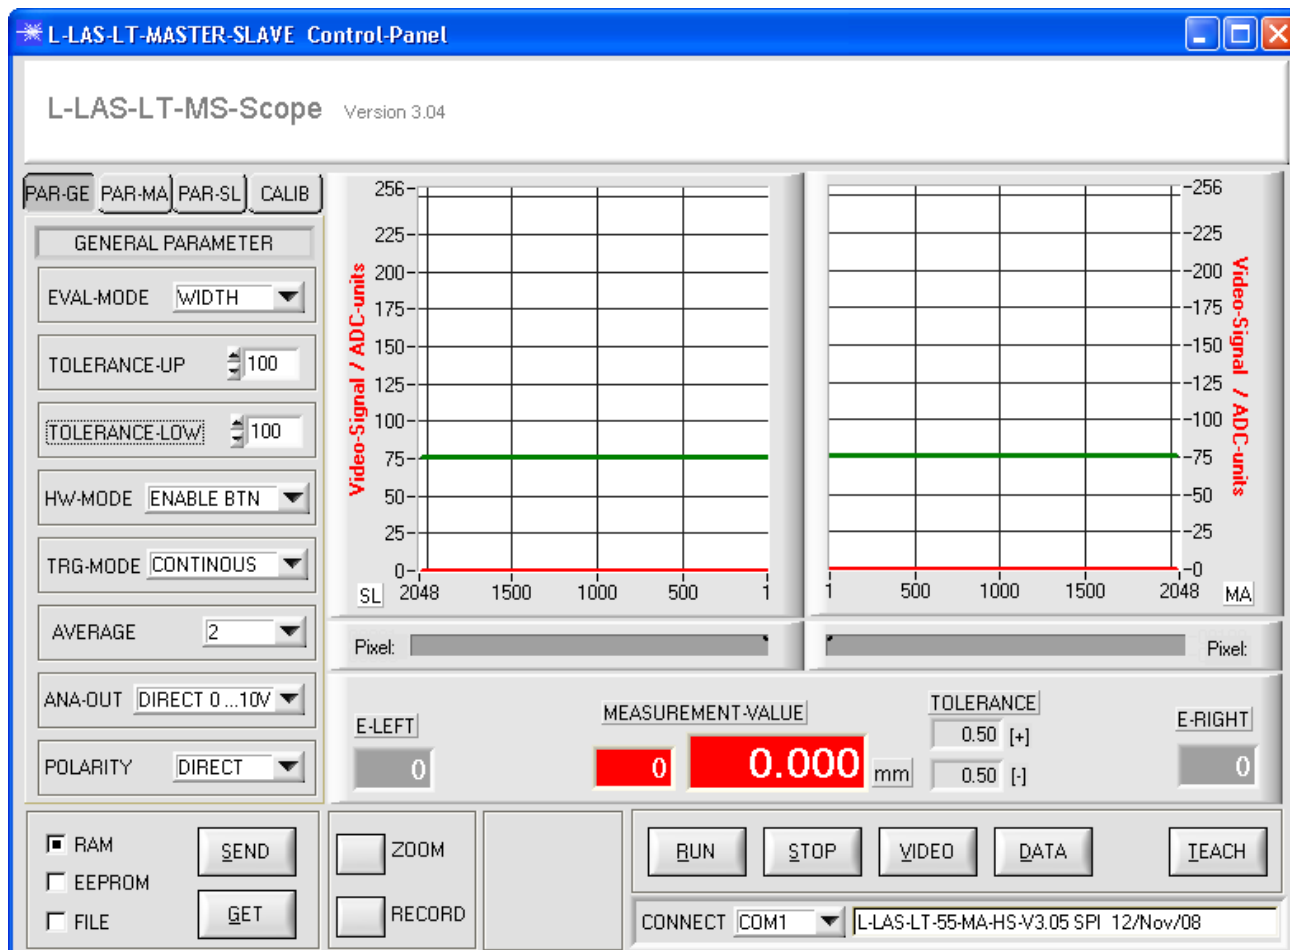 L-LAS-LT-MASTER-SLAVE Control-Panel
L-LAS-LT-MS-Scope Version 3.04
PAR-GE PAR-MA PAR-SL CALIB
GENERAL PARAMETER
EVAL-MODE WIDTH
TOLERANCE-UP 100
TOLERANCE-LOW 100
HW-MODE ENABLE BTN
TRG-MODE CONTINOUS
AVERAGE 2
ANA-OUT DIRECT 0 ...10V
POLARITY DIRECT
Video-Signal / ADC-units
256
225
200
175
150
125
100
75
50
25
0
SL 2048 1500 1000 500 1
256
225
200
175
150
125
100
75
50
25
0
Video-Signal / ADC-units
1 500 1000 1500 2048 MA
Pixel:
Pixel:
E-LEFT
0
MEASUREMENT-VALUE
0 0.000 mm
TOLERANCE
0.50 [+]
0.50 [-]
E-RIGHT
0
RAM
EEPROM
FILE
SEND
GET
ZOOM
RECORD
RUN STOP VIDEO DATA TEACH
CONNECT COM1 L-LAS-LT-55-MA-HS-V3.05 SPI 12/Nov/08